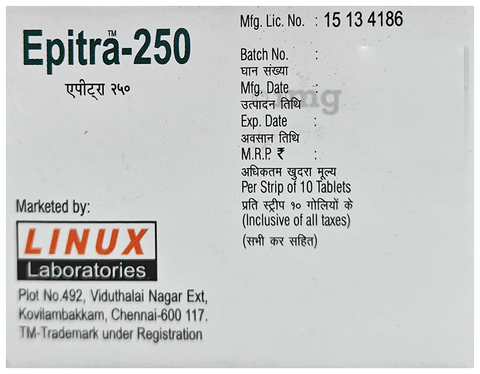 Epitra™-250
एपीट्रा २५०
Mfg. Lic. No. : 15 13 4186
Batch No. :
घान संख्या
Mfg. Date :
उत्पादन तिथि
Exp. Date :
अवसान तिथि
M.R.P. ₹ :
अधिकतम खुदरा मूल्य
Per Strip of 10 Tablets
प्रति स्ट्रीप १० गोलियों के
(Inclusive of all taxes)
(सभी कर सहित)
Marketed by:
LINUX
Laboratories
Plot No.492, Viduthalai Nagar Ext,
Kovilambakkam, Chennai-600 117.
TM-Trademark under Registration